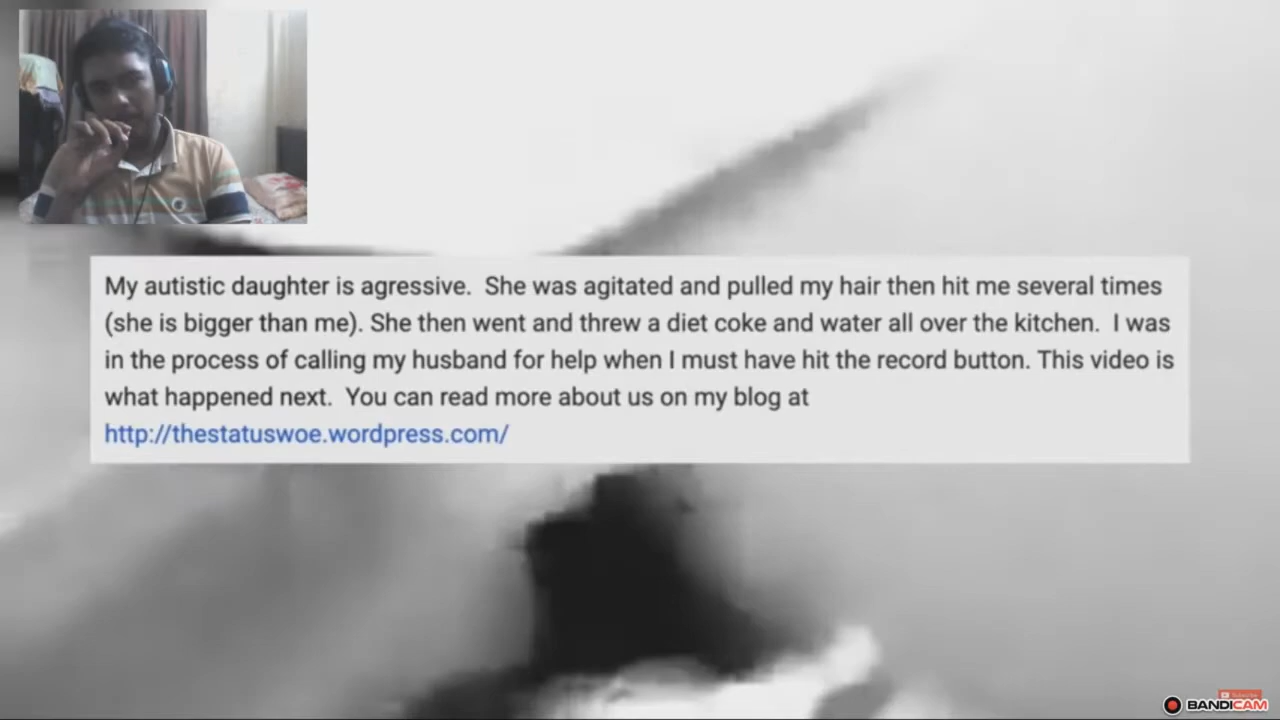 My autistic daughter is agressive.  She was agitated and pulled my hair then hit me several times
(she is bigger than me). She then went and threw a diet coke and water all over the kitchen.  I was
in the process of calling my husband for help when I must have hit the record button. This video is
what happened next.  You can read more about us on my blog at
http://thestatuswoe.wordpress.com/
BANDICAM